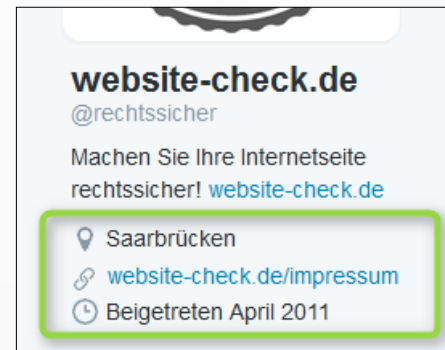 website-check.de
@rechtssicher
Machen Sie Ihre Internetseite
rechtssicher! website-check.de
Saarbrücken
website-check.de/impressum
Beigetreten April 2011